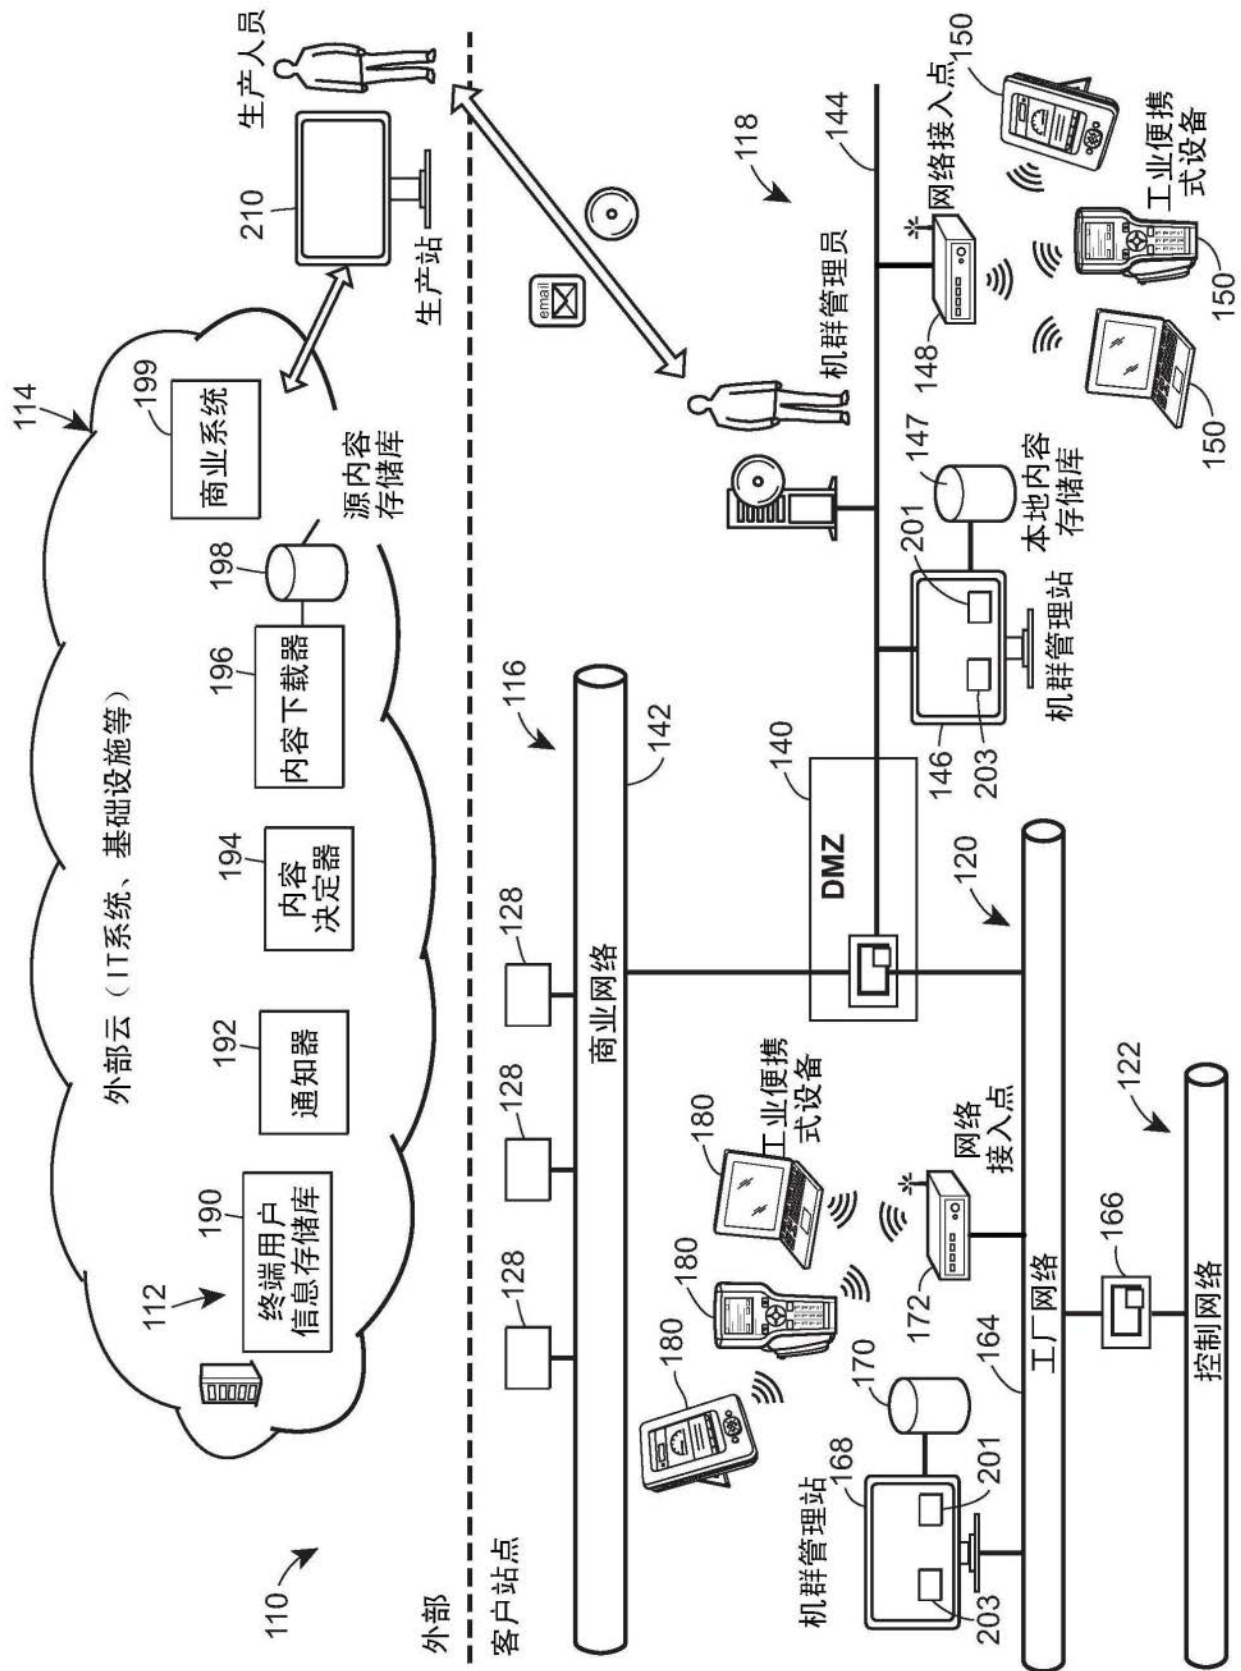 110
外部
客户站点
114
外部云（IT系统、基础设施等）
112
190
终端用户
信息存储库
192
通知器
194
内容
决定器
196
内容下载器
198
源内容
存储库
199
商业系统
210
生产站
生产人员
email
128
128
128
商业网络
116
142
140
DMZ
机群管理员
118
144
146
203
201
机群管理站
147
本地内容
存储库
148
网络接入点
150
150
150
工业便携
式设备
180
180
180
工业便携
式设备
机群管理站
168
203
201
170
172
网络
接入点
164
工厂网络
120
166
122
控制网络